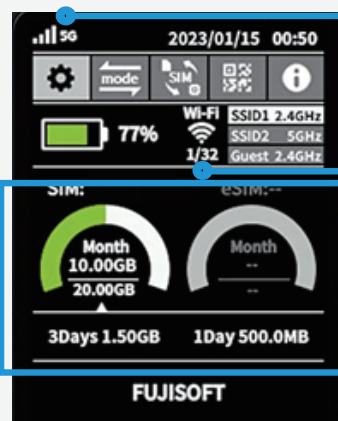 5G 2023/01/15 00:50
mode SIM
77% Wi-Fi 1/32
SSID1 2.4GHz
SSID2 5GHz
Guest 2.4GHz
SIM: eSIM:--
Month Month
10.00GB --
20.00GB --
3Days 1.50GB 1Day 500.0MB
FUJISOFT